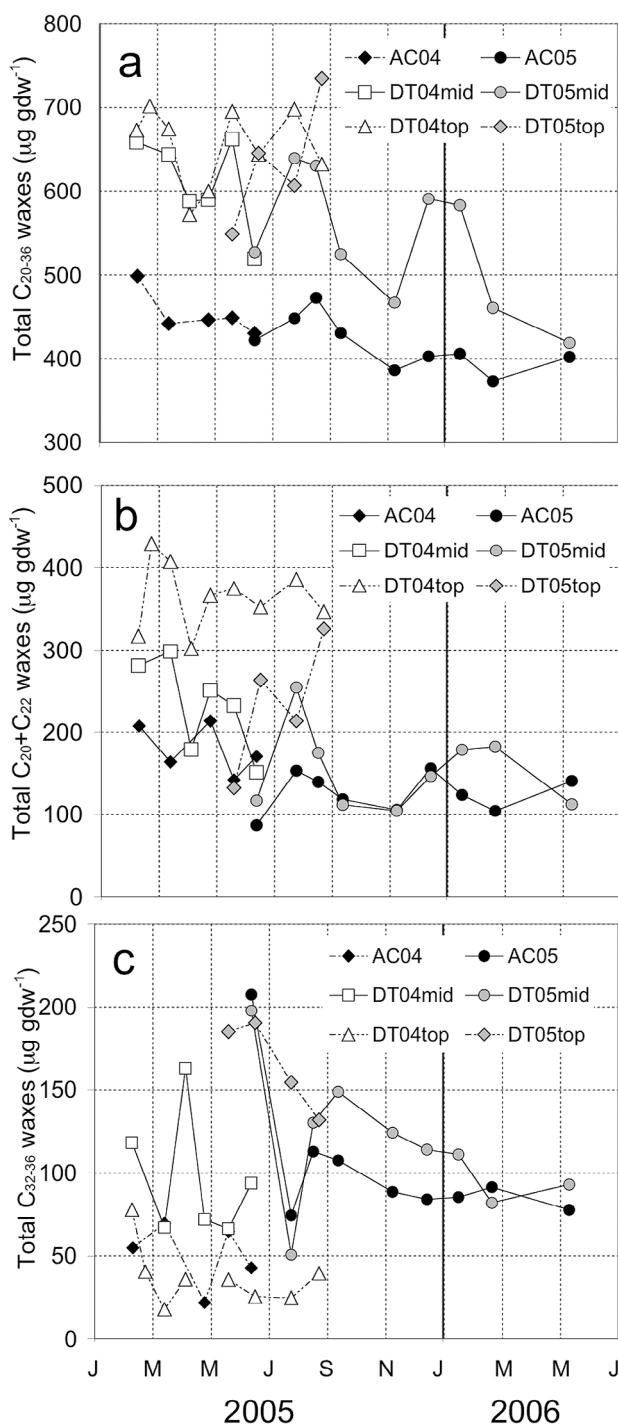 800
700
600
500
400
300
Total C20-36 waxes (µg gdw-1)
a
AC04 AC05
DT04mid DT05mid
DT04top DT05top
500
400
300
200
100
0
Total C20+C22 waxes (µg gdw-1)
b
AC04 AC05
DT04mid DT05mid
DT04top DT05top
250
200
150
100
50
0
Total C32-36 waxes (µg gdw-1)
c
AC04 AC05
DT04mid DT05mid
DT04top DT05top
J M M J S N J M M J
2005 2006